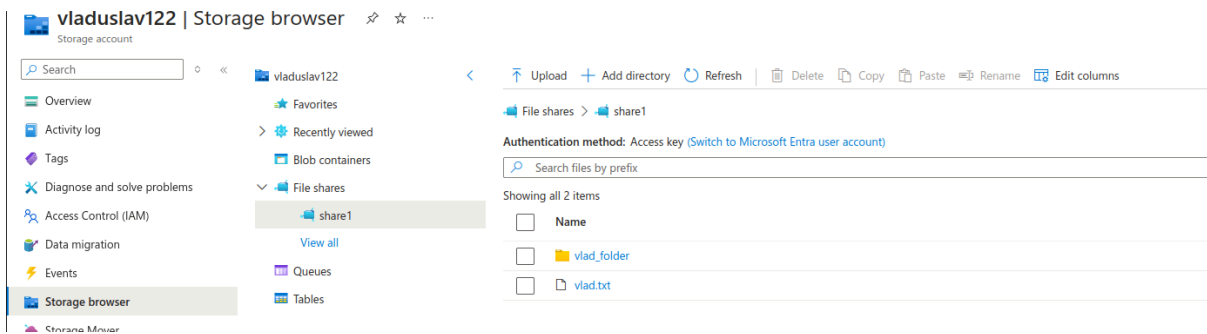 vladuslav122 | Storage browser
Storage account
Search
Overview
Activity log
Tags
Diagnose and solve problems
Access Control (IAM)
Data migration
Events
Storage browser
Storage Mover
vladuslav122
Favorites
Recently viewed
Blob containers
File shares
share1
View all
Queues
Tables
Upload Add directory Refresh Delete Copy Paste Rename Edit columns
File shares > share1
Authentication method: Access key (Switch to Microsoft Entra user account)
Search files by prefix
Showing all 2 items
Name
vlad_folder
vlad.txt